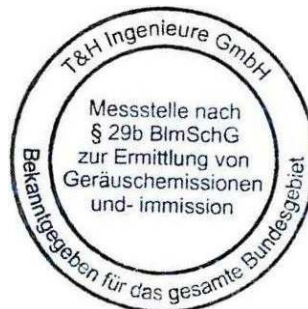 T&H Ingenieure GmbH
Messstelle nach
§ 29b BImSchG
zur Ermittlung von
Geräuschemissionen
und- immission
Bekanntgegeben für das gesamte Bundesgebiet